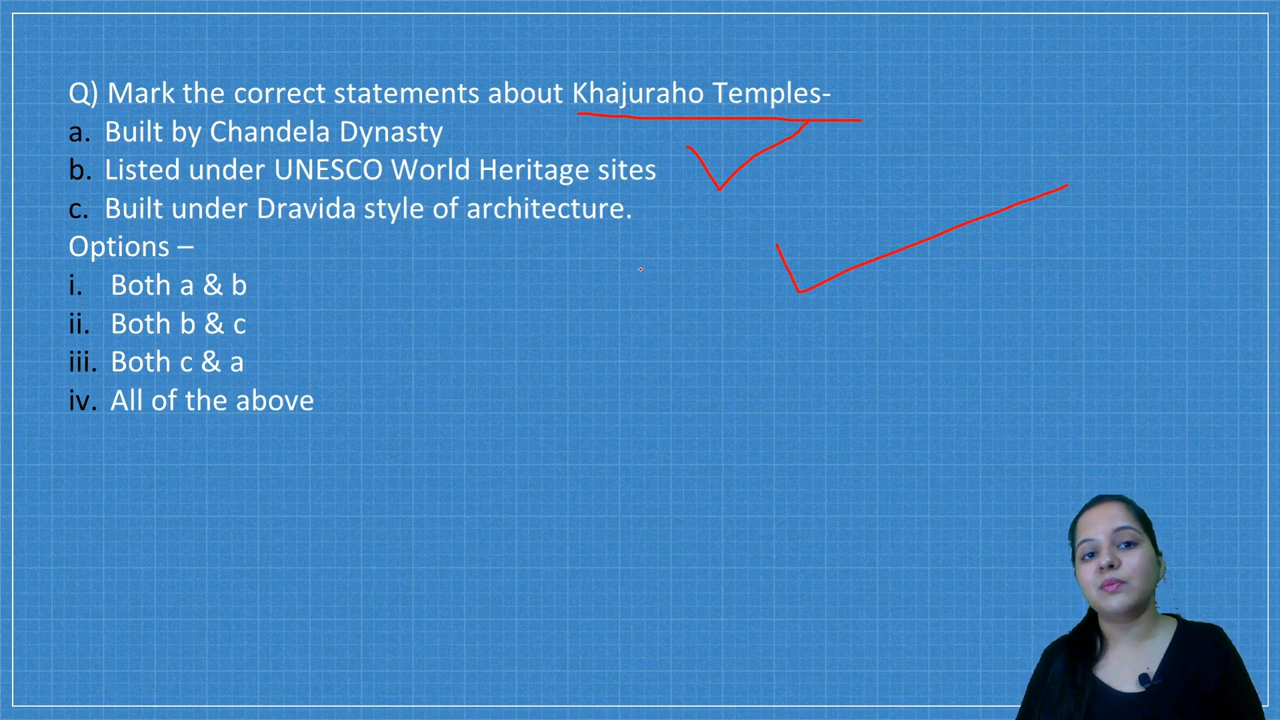 Q) Mark the correct statements about Khajuraho Temples-
a. Built by Chandela Dynasty
b. Listed under UNESCO World Heritage sites
c. Built under Dravida style of architecture.
Options –
i. Both a & b
ii. Both b & c
iii. Both c & a
iv. All of the above